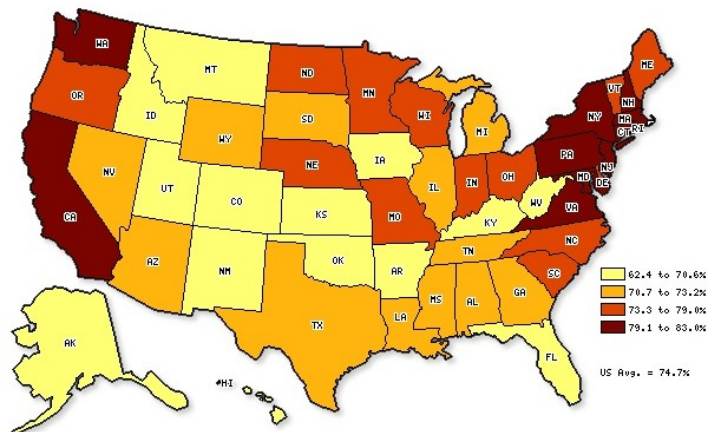 WA
MT
ND
MN
ME
OR
ID
SD
WI
VT
NH
NY
MA
CT
RI
WY
MI
NV
NE
IA
PA
NJ
IL
IN
OH
MD
DE
UT
CO
WV
VA
CA
KS
MO
KY
NC
TN
AZ
NM
OK
AR
SC
MS
AL
GA
TX
LA
FL
AK
#HI
62.4 to 70.6%
70.7 to 73.2%
73.3 to 79.0%
79.1 to 83.0%
US Avg. = 74.7%